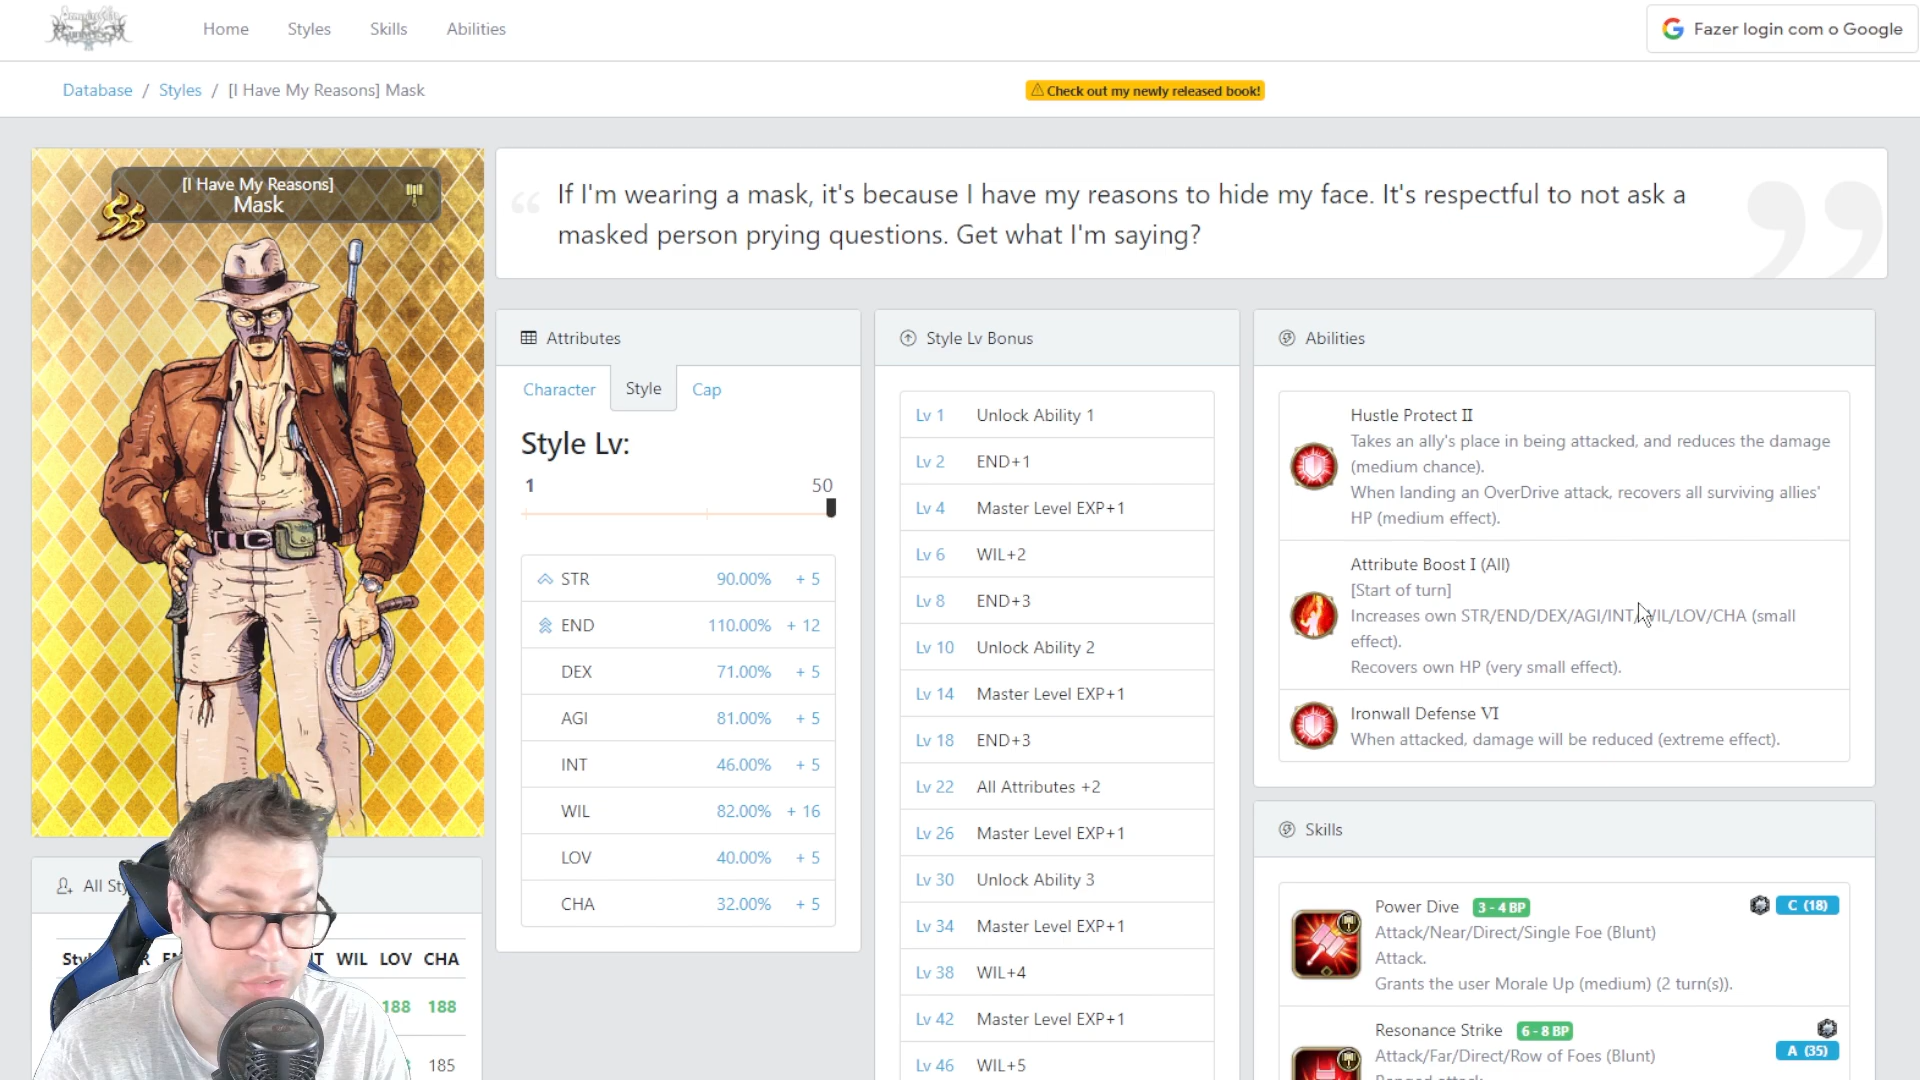 Home
Styles
Skills
Abilities
Fazer login com o Google
Database / Styles / [I Have My Reasons] Mask
Check out my newly released book!
[I Have My Reasons]
Mask
SS
If I'm wearing a mask, it's because I have my reasons to hide my face. It's respectful to not ask a
masked person prying questions. Get what I'm saying?
Attributes
Character
Style
Cap
Style Lv:
1
50
STR 90.00% + 5
END 110.00% + 12
DEX 71.00% + 5
AGI 81.00% + 5
INT 46.00% + 5
WIL 82.00% + 16
LOV 40.00% + 5
CHA 32.00% + 5
Style Lv Bonus
Lv 1 Unlock Ability 1
Lv 2 END+1
Lv 4 Master Level EXP+1
Lv 6 WIL+2
Lv 8 END+3
Lv 10 Unlock Ability 2
Lv 14 Master Level EXP+1
Lv 18 END+3
Lv 22 All Attributes +2
Lv 26 Master Level EXP+1
Lv 30 Unlock Ability 3
Lv 34 Master Level EXP+1
Lv 38 WIL+4
Lv 42 Master Level EXP+1
Lv 46 WIL+5
Abilities
Hustle Protect II
Takes an ally's place in being attacked, and reduces the damage
(medium chance).
When landing an OverDrive attack, recovers all surviving allies'
HP (medium effect).
Attribute Boost I (All)
[Start of turn]
Increases own STR/END/DEX/AGI/INT/WIL/LOV/CHA (small
effect).
Recovers own HP (very small effect).
Ironwall Defense VI
When attacked, damage will be reduced (extreme effect).
Skills
Power Dive 3 - 4 BP C (18)
Attack/Near/Direct/Single Foe (Blunt)
Attack.
Grants the user Morale Up (medium) (2 turn(s)).
Resonance Strike 6 - 8 BP
A (35)
Attack/Far/Direct/Row of Foes (Blunt)
All
WIL LOV CHA
188 188
185